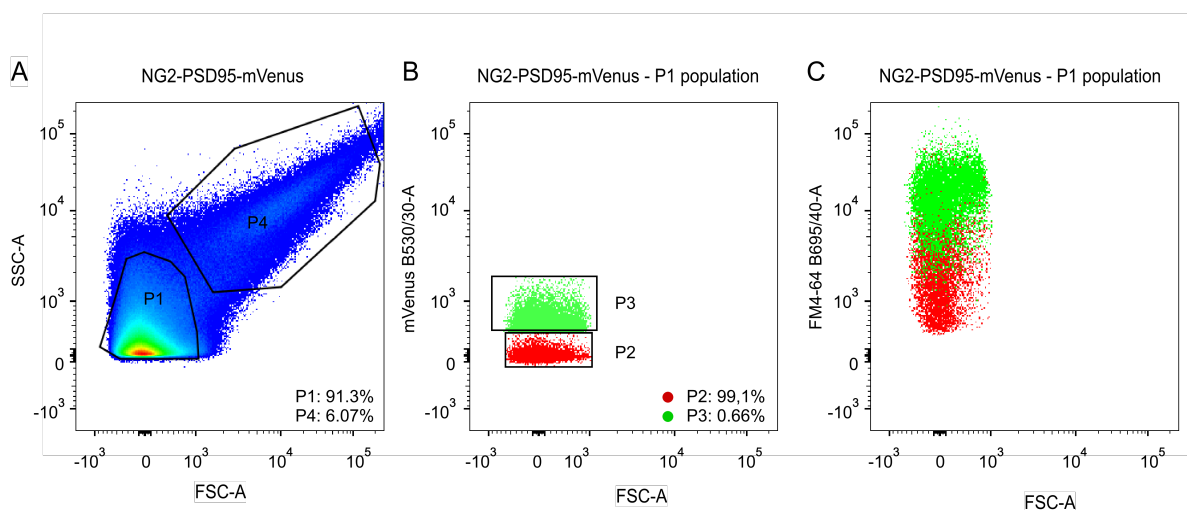 A
B
C
NG2-PSD95-mVenus
NG2-PSD95-mVenus - P1 population
NG2-PSD95-mVenus - P1 population
SSC-A
10^5
10^4
10^3
0
-10^3
P4
P1
P1: 91.3%
P4: 6.07%
-10^3 0 10^3 10^4 10^5
FSC-A
mVenus B530/30-A
10^5
10^4
10^3
0
-10^3
P3
P2
P2: 99,1%
P3: 0.66%
-10^3 0 10^3 10^4 10^5
FSC-A
FM4-64 B695/40-A
10^5
10^4
10^3
0
-10^3
-10^3 0 10^3 10^4 10^5
FSC-A